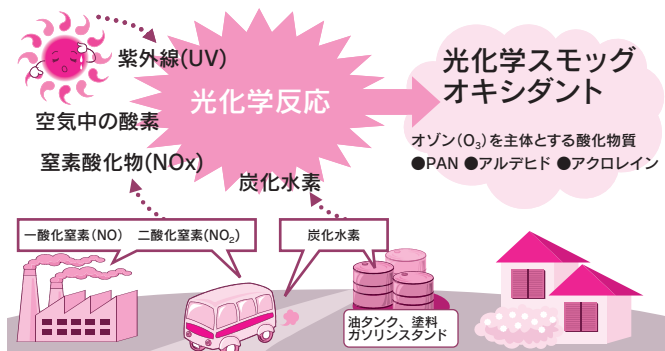 紫外線(UV)
空気中の酸素
窒素酸化物(NOx)
光化学反応
炭化水素
光化学スモッグ
オキシダント
オゾン(O₃)を主体とする酸化物質
●PAN ●アルデヒド ●アクロレイン
一酸化窒素(NO) 二酸化窒素(NO₂)
炭化水素
油タンク、塗料
ガソリンスタンド